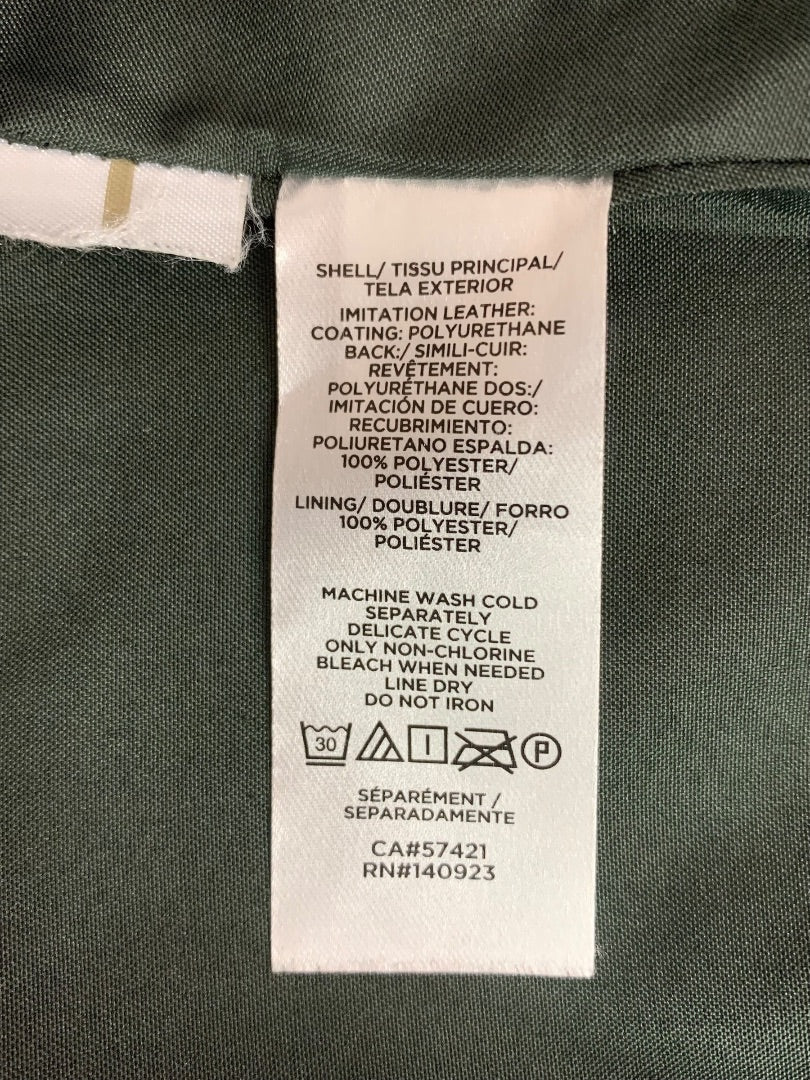 SHELL/ TISSU PRINCIPAL/
TELA EXTERIOR
IMITATION LEATHER:
COATING: POLYURETHANE
BACK:/ SIMILI-CUIR:
REVÊTEMENT:
POLYURÉTHANE DOS:/
IMITACIÓN DE CUERO:
RECUBRIMIENTO:
POLIURETANO ESPALDA:
100% POLYESTER/
POLIÉSTER
LINING/ DOUBLURE/ FORRO
100% POLYESTER/
POLIÉSTER
MACHINE WASH COLD
SEPARATELY
DELICATE CYCLE
ONLY NON-CHLORINE
BLEACH WHEN NEEDED
LINE DRY
DO NOT IRON
30 P
SÉPARÉMENT /
SEPARADAMENTE
CA#57421
RN#140923